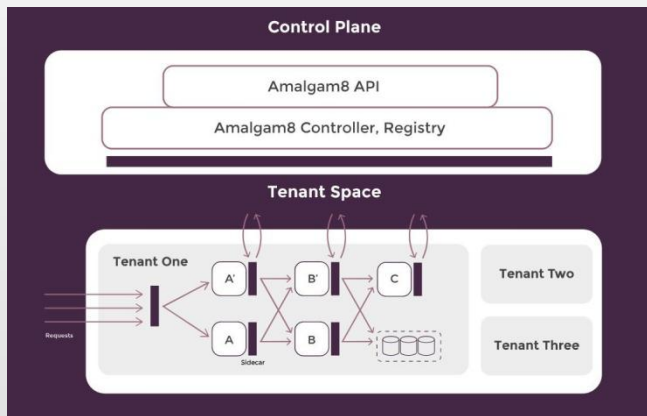 Control Plane
Amalgam8 API
Amalgam8 Controller, Registry
Tenant Space
Tenant One
A'
B'
C
Tenant Two
Requests
A
B
Sidecar
Tenant Three